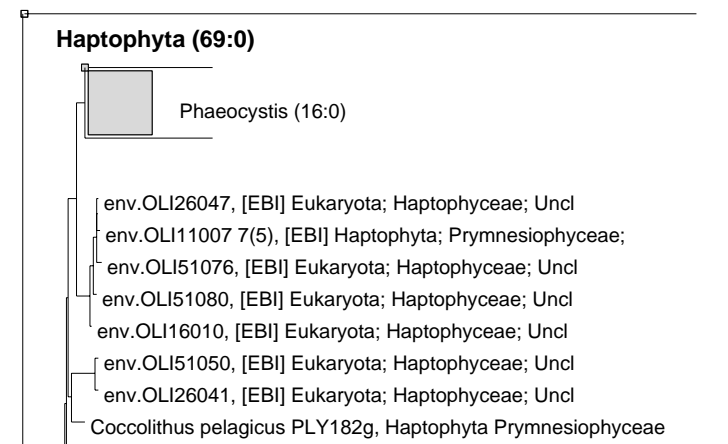 Haptophyta (69:0)
Phaeocystis (16:0)
env.OLI26047, [EBI] Eukaryota; Haptophyceae; Uncl
env.OLI11007 7(5), [EBI] Haptophyta; Prymnesiophyceae;
env.OLI51076, [EBI] Eukaryota; Haptophyceae; Uncl
env.OLI51080, [EBI] Eukaryota; Haptophyceae; Uncl
env.OLI16010, [EBI] Eukaryota; Haptophyceae; Uncl
env.OLI51050, [EBI] Eukaryota; Haptophyceae; Uncl
env.OLI26041, [EBI] Eukaryota; Haptophyceae; Uncl
Coccolithus pelagicus PLY182g, Haptophyta Prymnesiophyceae